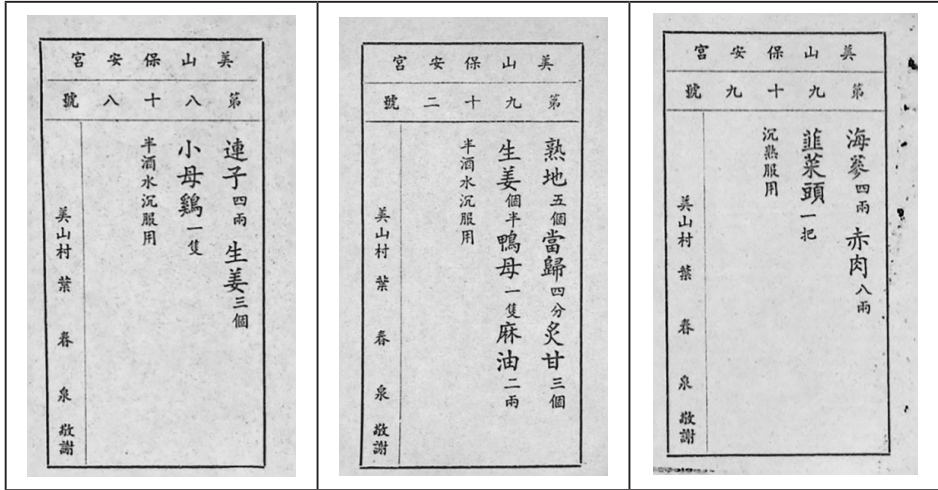 美山保安宮
第八十八號
連子四兩 生姜三個
小母鷄一隻
半酒水沉服用
美山村 葉春泉 敬謝
美山保安宮
第九十二號
熟地五個當歸四分炙甘三個
生姜個半鴨母一隻麻油二兩
半酒水沉服用
美山村 葉春泉 敬謝
美山保安宮
第九十九號
海蔘四兩 赤肉八兩
韮菜頭一把
沉熟服用
美山村 葉春泉 敬謝